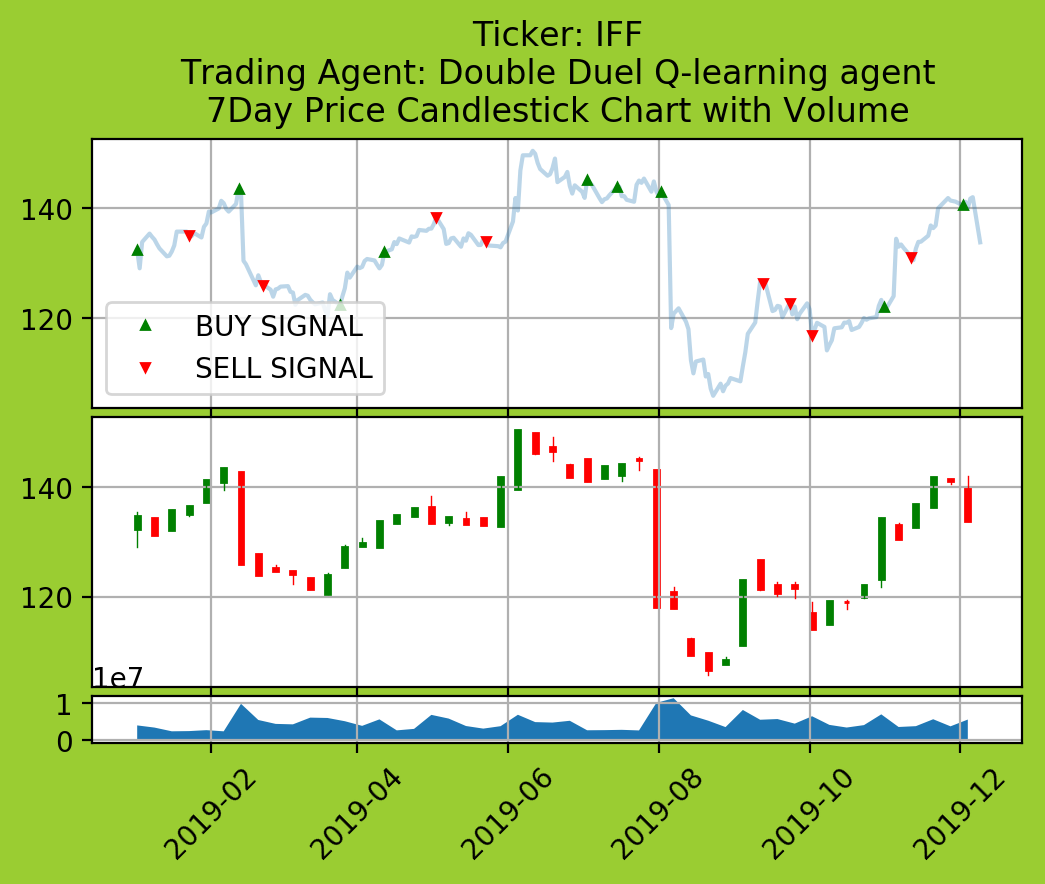 Ticker: IFF
Trading Agent: Double Duel Q-learning agent
7Day Price Candlestick Chart with Volume
140
120
BUY SIGNAL
SELL SIGNAL
140
120
1e7
1
0
2019-02
2019-04
2019-06
2019-08
2019-10
2019-12